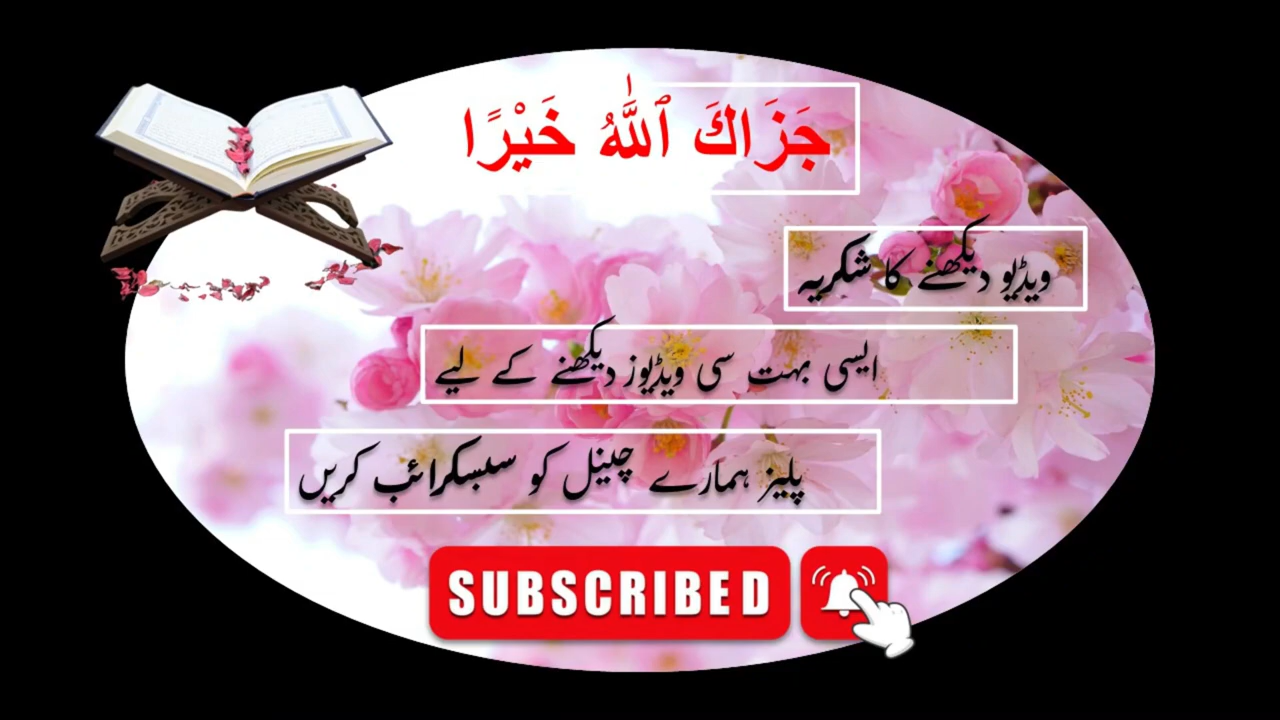 جَزَاكَ ٱللَّٰهُ خَيْرًا
ویڈیو دیکھنے کا شکریہ
ایسی بہت سی ویڈیوز دیکھنے کے لیے
پلیز ہمارے چینل کو سبسکرائب کریں
SUBSCRIBED